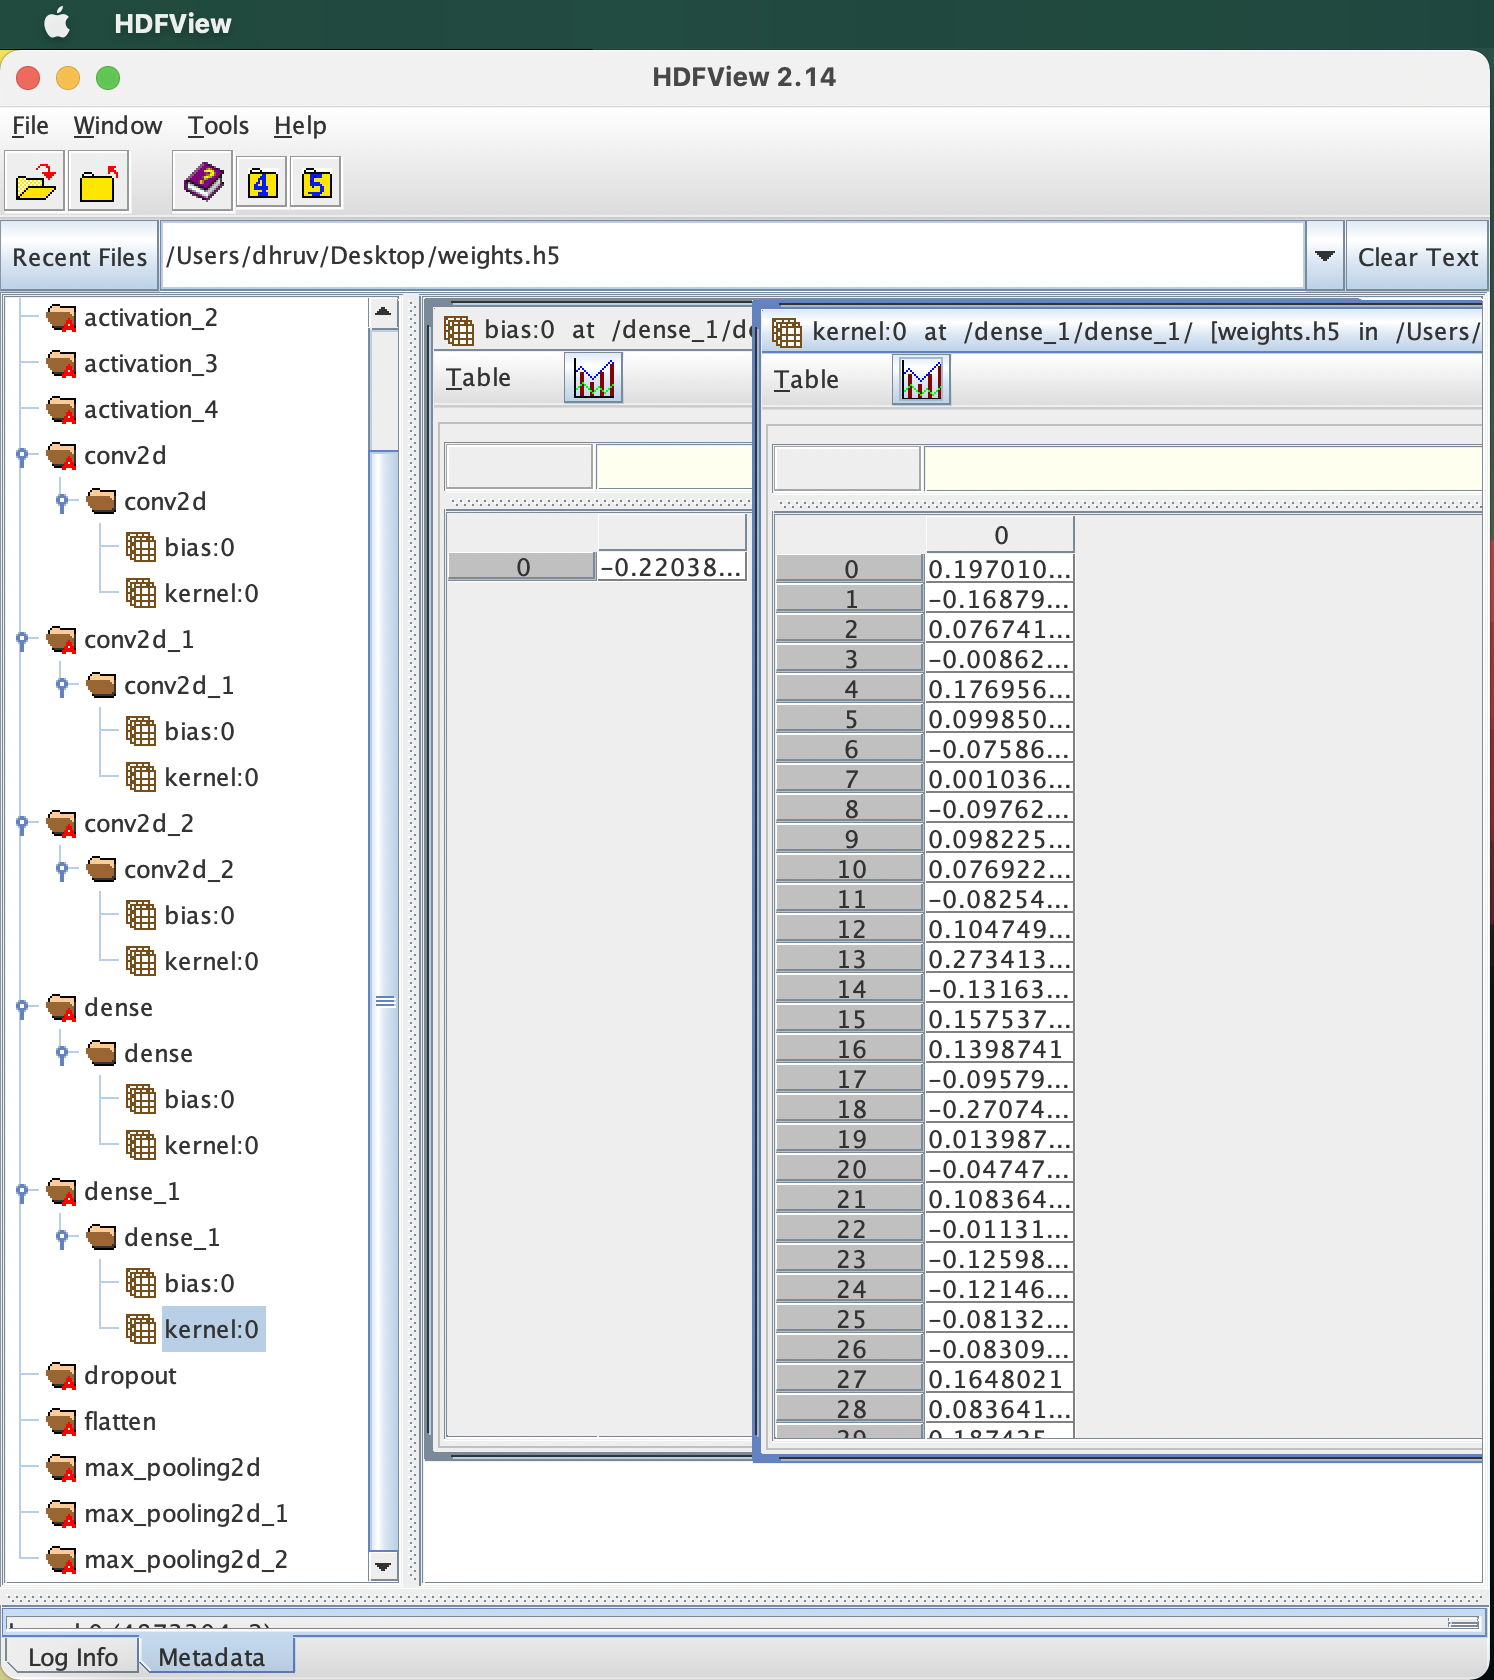 HDFView
HDFView 2.14
File Window Tools Help
4 5
Recent Files /Users/dhruv/Desktop/weights.h5 Clear Text
activation_2
activation_3
activation_4
conv2d
conv2d
bias:0
kernel:0
conv2d_1
conv2d_1
bias:0
kernel:0
conv2d_2
conv2d_2
bias:0
kernel:0
dense
dense
bias:0
kernel:0
dense_1
dense_1
bias:0
kernel:0
dropout
flatten
max_pooling2d
max_pooling2d_1
max_pooling2d_2
bias:0 at /dense_1/d
Table
0 -0.22038...
kernel:0 at /dense_1/dense_1/ [weights.h5 in /Users/
Table
0
0 0.197010...
1 -0.16879...
2 0.076741...
3 -0.00862...
4 0.176956...
5 0.099850...
6 -0.07586...
7 0.001036...
8 -0.09762...
9 0.098225...
10 0.076922...
11 -0.08254...
12 0.104749...
13 0.273413...
14 -0.13163...
15 0.157537...
16 0.1398741
17 -0.09579...
18 -0.27074...
19 0.013987...
20 -0.04747...
21 0.108364...
22 -0.01131...
23 -0.12598...
24 -0.12146...
25 -0.08132...
26 -0.08309...
27 0.1648021
28 0.083641...
Log Info Metadata